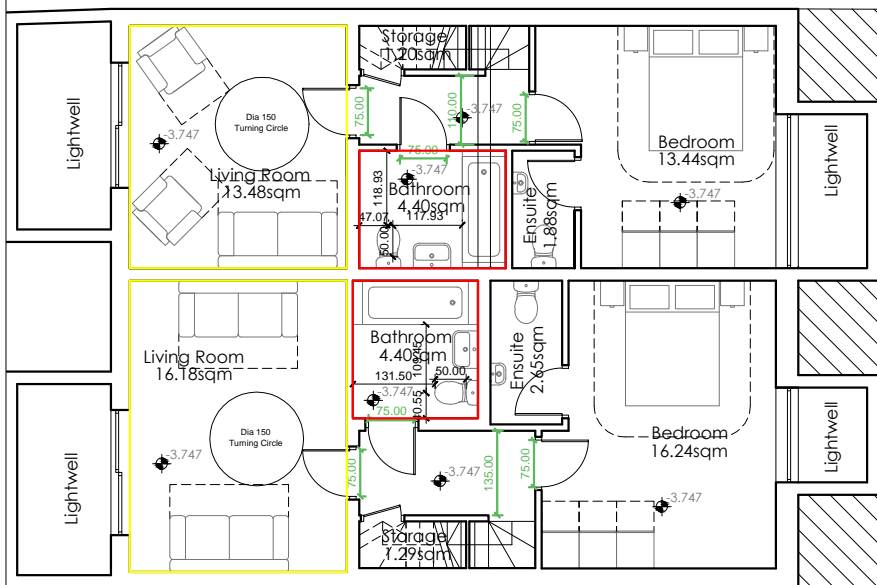 Storage
1.20sqm
Lightwell
Dia 150
Turning Circle
-3.747
75.00
110.00
-3.747
75.00
Bedroom
13.44sqm
Lightwell
Living Room
13.48sqm
75.00
-3.747
Bathroom
4.40sqm
118.93
47.07
117.93
50.00
Ensuite
1.88sqm
-3.747
Living Room
16.18sqm
Bathroom
4.40sqm
109.45
131.50
50.00
-3.747
75.00
Ensuite
2.65sqm
Dia 150
Turning Circle
-3.747
Lightwell
75.00
-3.747
135.00
75.00
Bedroom
16.24sqm
Lightwell
-3.747
Storage
1.29sqm